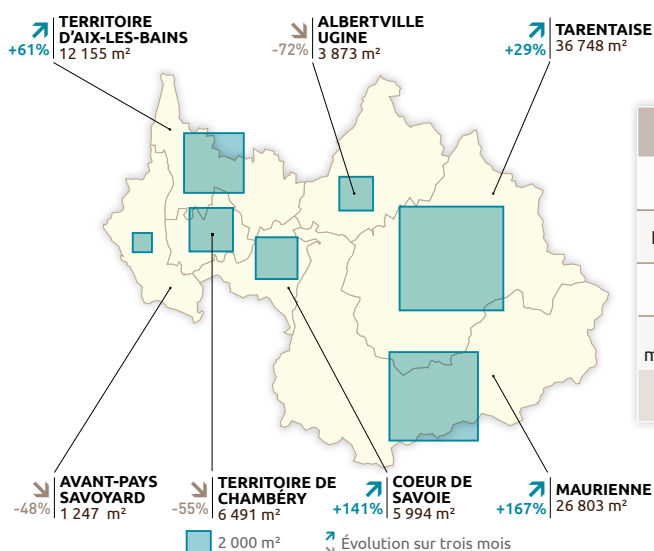 TERRITOIRE
D'AIX-LES-BAINS
+61% 12 155 m²
ALBERTVILLE
UGINE
-72% 3 873 m²
TARENTAISE
+29% 36 748 m²
AVANT-PAYS
SAVOYARD
-48% 1 247 m²
TERRITOIRE DE
CHAMBÉRY
-55% 6 491 m²
COEUR DE
SAVOIE
+141% 5 994 m²
MAURIENNE
+167% 26 803 m²
2 000 m²
Évolution sur trois mois
m